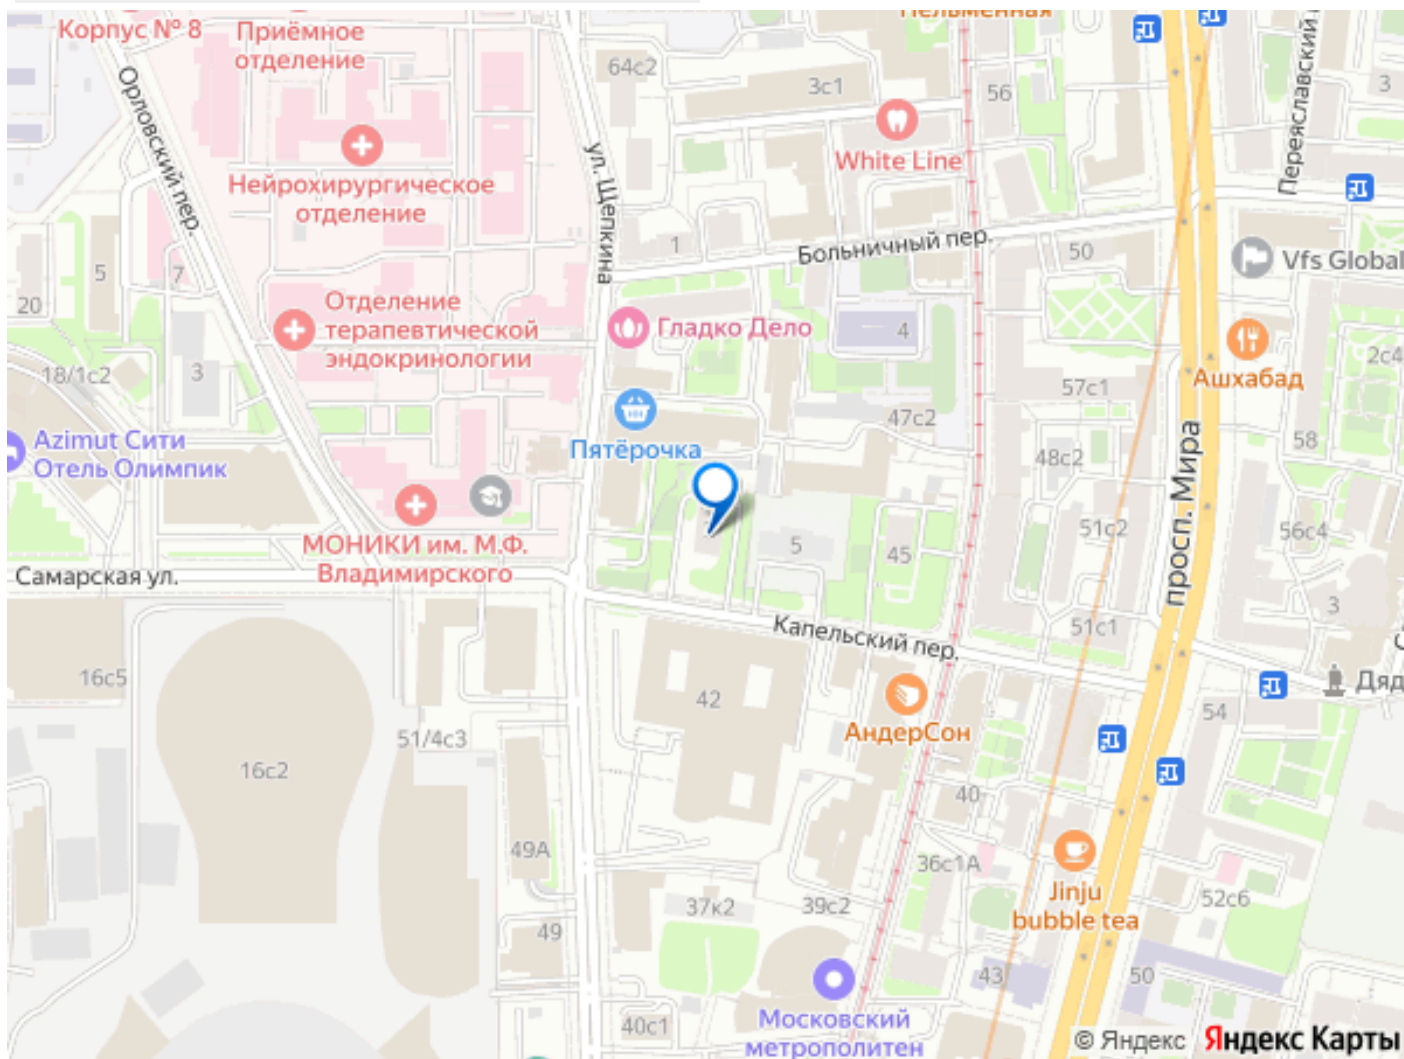 Корпус № 8
Приёмное
отделение
Пельменная
64с2
3с1
56
3
Орловский пер.
ул. Щепкина
White Line
Переяславский
Нейрохирургическое
отделение
1
Больничный пер.
50
Vfs Global
5
7
20
Отделение
терапевтической
эндокринологии
Гладко Дело
4
Ашхабад
2с4
18/1с2
3
57с1
Azimut Сити
Отель Олимпик
Пятёрочка
47с2
48с2
58
просп. Мира
51с2
56с4
5
45
МОНИКИ им. М.Ф.
Владимирского
Самарская ул.
Капельский пер.
51с1
3
16с5
42
АндерСон
54
Дяд
51/4с3
16с2
40
49А
36с1А
Jinju
bubble tea
52с6
37к2
39с2
49
43
50
40с1
Московский
метрополитен
© Яндекс Яндекс Карты